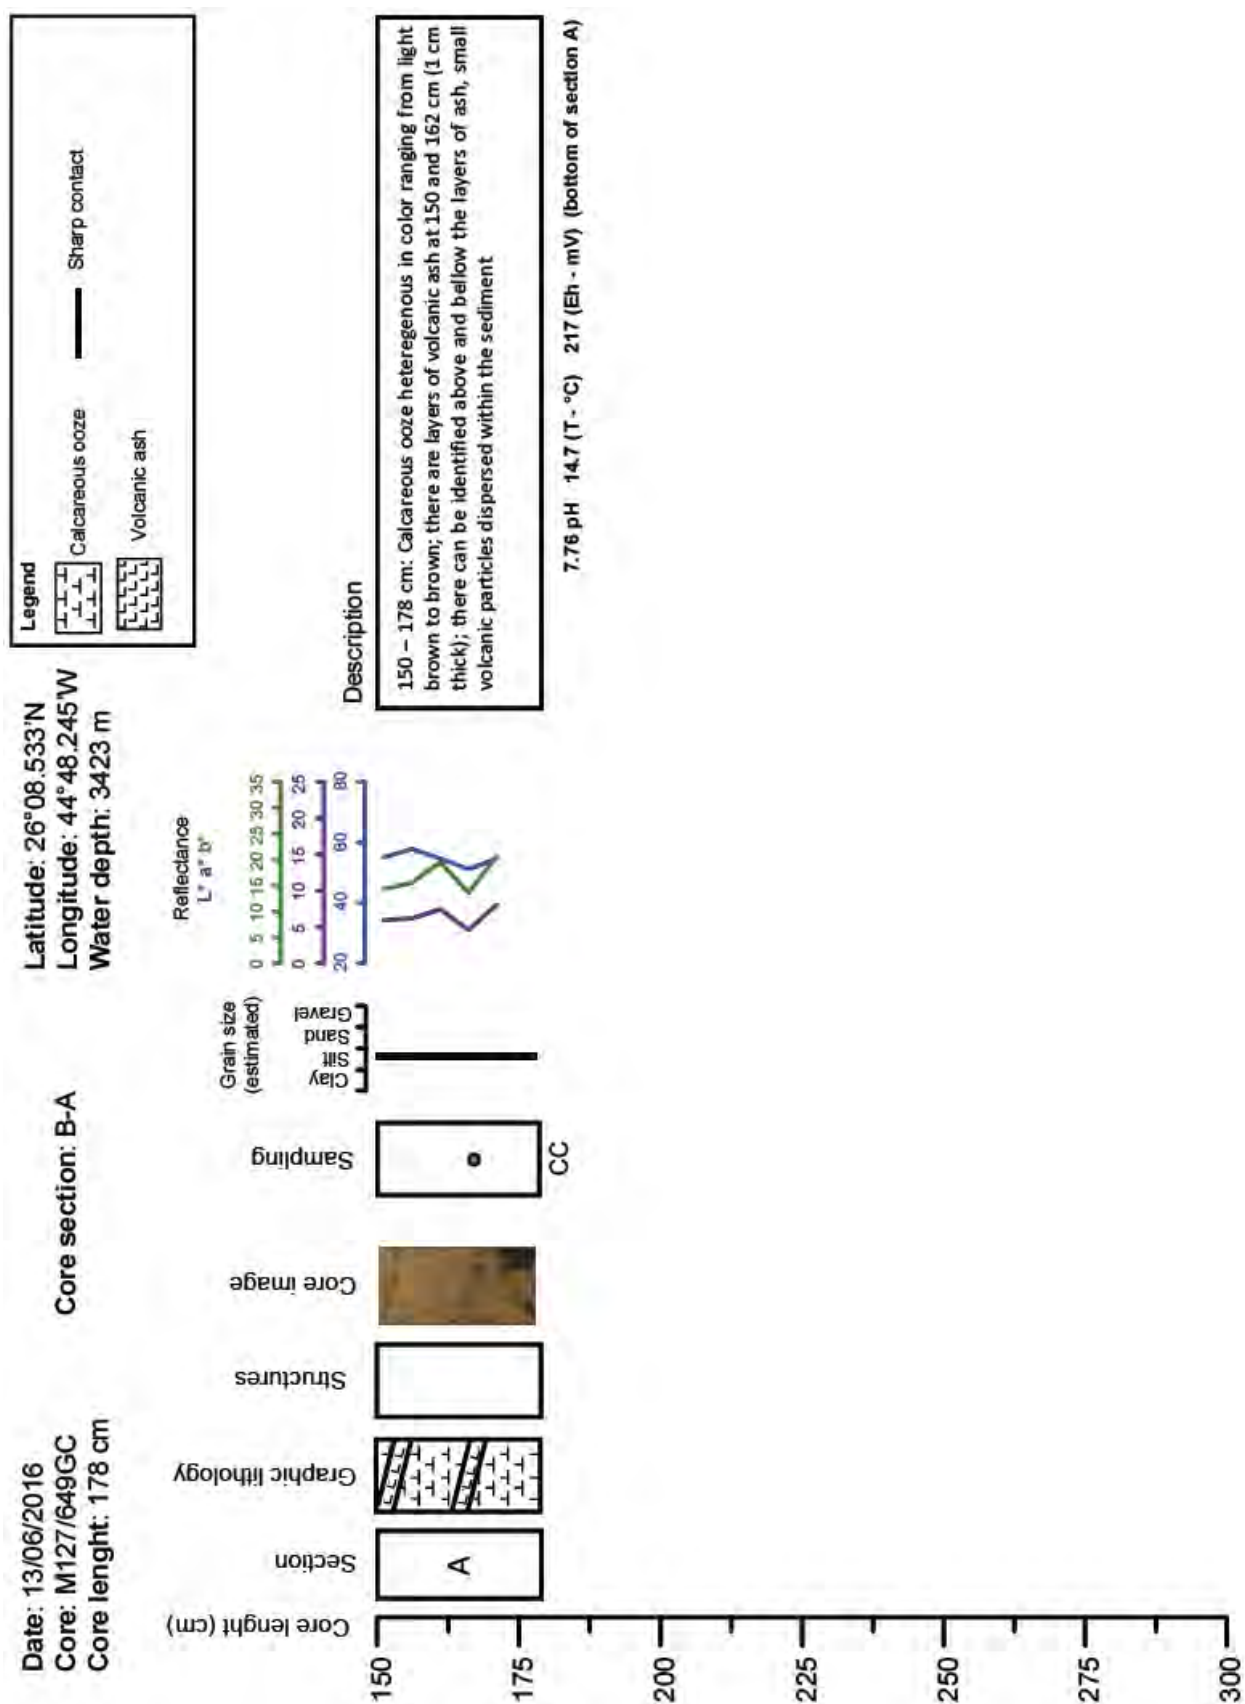 Date: 13/06/2016
Core: M127/649GC
Core lenght: 178 cm
Core section: B-A
Latitude: 26°08.533'N
Longitude: 44°48.245'W
Water depth: 3423 m
Legend
Calcareous ooze
Sharp contact
Volcanic ash
Core lenght (cm)
Section
Graphic lithology
Structures
Core image
Sampling
Grain size
(estimated)
Clay
Silt
Sand
Gravel
Reflectance
L* a* b*
0 5 10 15 20 25 30 35
0 5 10 15 20 25
20 40 60 80
Description
150
175
200
225
250
275
300
A
CC
150 – 178 cm: Calcareous ooze heteregenous in color ranging from light
brown to brown; there are layers of volcanic ash at 150 and 162 cm (1 cm
thick); there can be identified above and bellow the layers of ash, small
volcanic particles dispersed within the sediment
7.76 pH 14.7 (T - °C) 217 (Eh - mV) (bottom of section A)